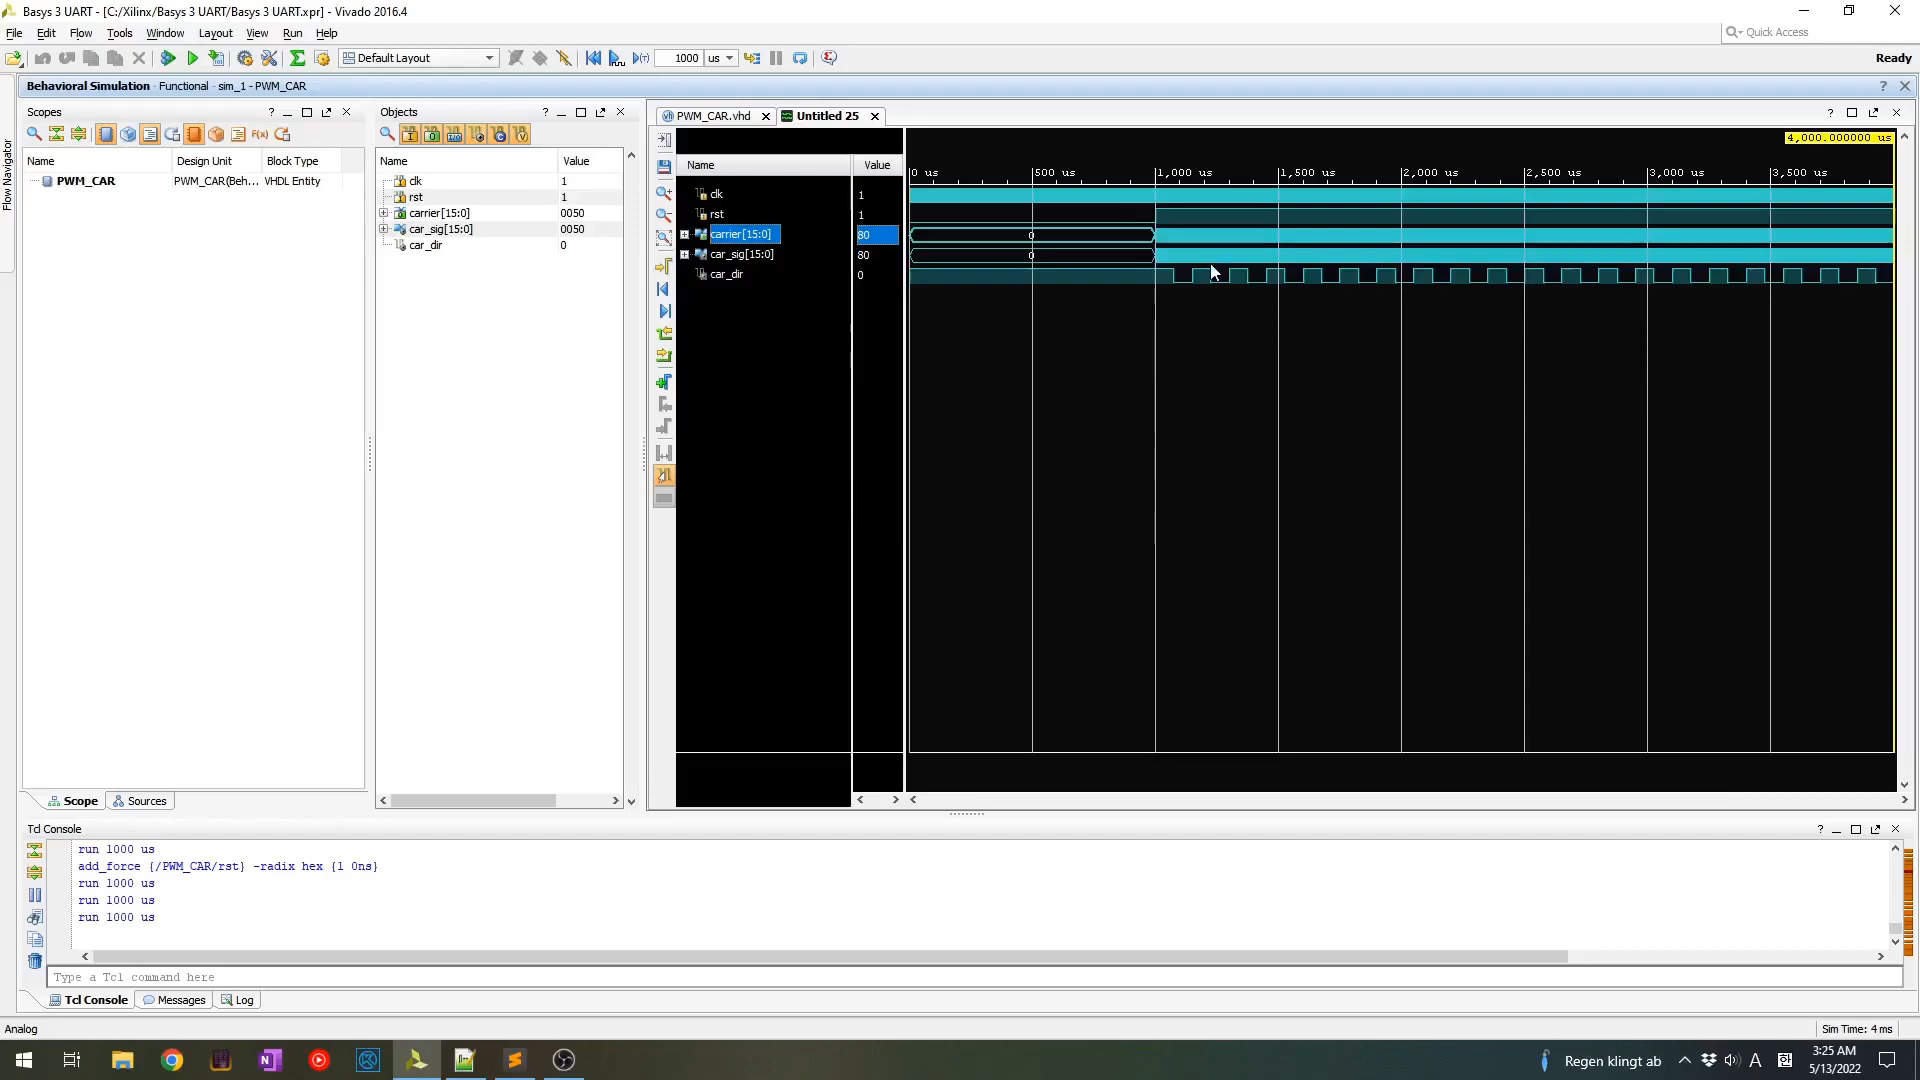 Basys 3 UART - [C:/Xilinx/Basys 3 UART/Basys 3 UART.xpr] - Vivado 2016.4
File Edit Flow Tools Window Layout View Run Help
Quick Access
Default Layout 1000 us Ready
Behavioral Simulation - Functional - sim_1 - PWM_CAR
Flow Navigator
Scopes
Name Design Unit Block Type
PWM_CAR PWM_CAR(Beh... VHDL Entity
Scope Sources
Objects
Name Value
clk 1
rst 1
carrier[15:0] 0050
car_sig[15:0] 0050
car_dir 0
PWM_CAR.vhd Untitled 25
4,000.000000 us
Name Value
0 us 500 us 1,000 us 1,500 us 2,000 us 2,500 us 3,000 us 3,500 us
clk 1
rst 1
carrier[15:0] 80 0
car_sig[15:0] 80 0
car_dir 0
Tcl Console
run 1000 us
add_force {/PWM_CAR/rst} -radix hex {1 0ns}
run 1000 us
run 1000 us
run 1000 us
Type a Tcl command here
Tcl Console Messages Log
Analog Sim Time: 4 ms
Regen klingt ab
3:25 AM
5/13/2022